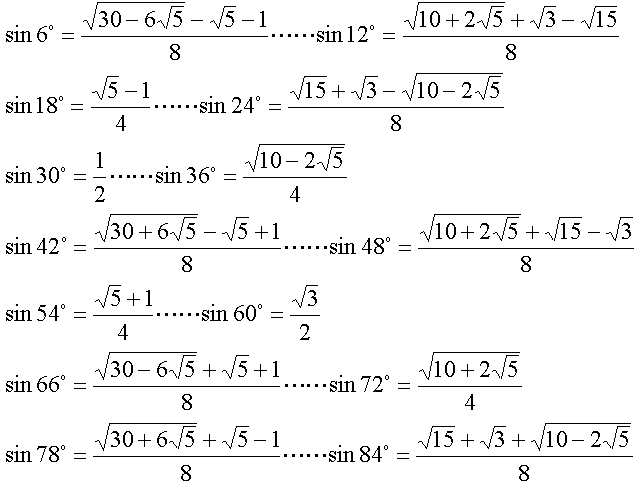 sin 6° = (√(30 − 6√5) − √5 − 1)/8 ⋯⋯ sin 12° = (√(10 + 2√5) + √3 − √15)/8
sin 18° = (√5 − 1)/4 ⋯⋯ sin 24° = (√15 + √3 − √(10 − 2√5))/8
sin 30° = 1/2 ⋯⋯ sin 36° = √(10 − 2√5)/4
sin 42° = (√(30 + 6√5) − √5 + 1)/8 ⋯⋯ sin 48° = (√(10 + 2√5) + √15 − √3)/8
sin 54° = (√5 + 1)/4 ⋯⋯ sin 60° = √3/2
sin 66° = (√(30 − 6√5) + √5 + 1)/8 ⋯⋯ sin 72° = √(10 + 2√5)/4
sin 78° = (√(30 + 6√5) + √5 − 1)/8 ⋯⋯ sin 84° = (√15 + √3 + √(10 − 2√5))/8